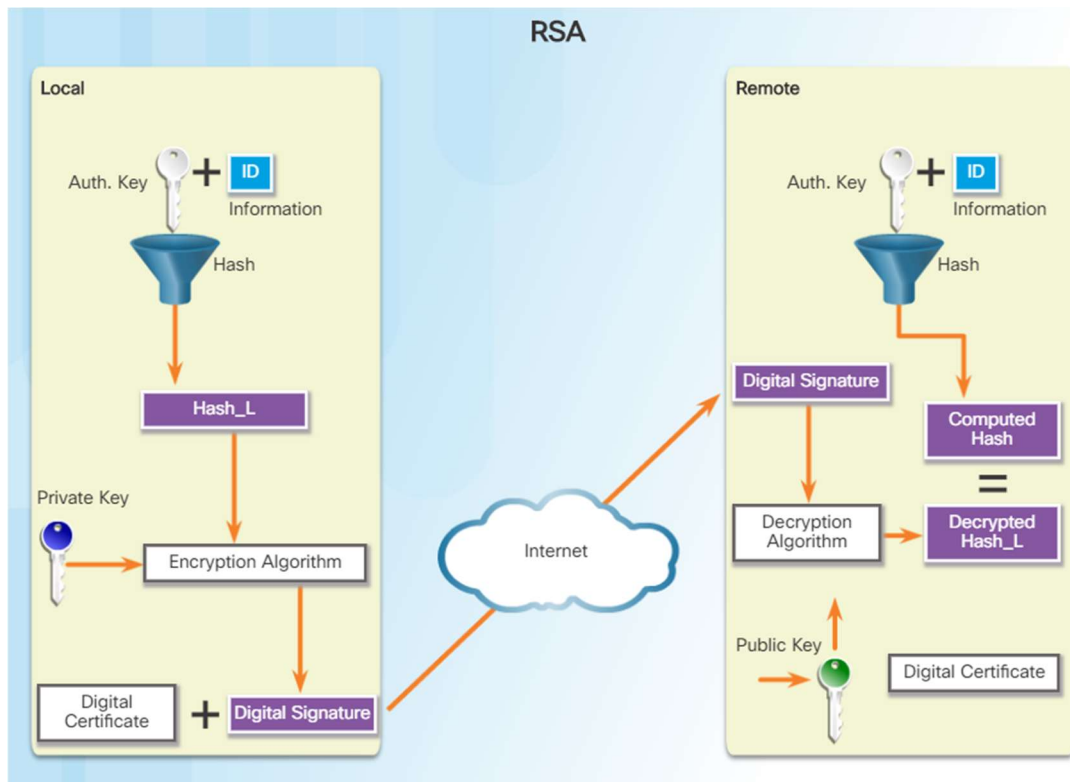 RSA
Local
Auth. Key
ID
Information
Hash
Hash_L
Private Key
Encryption Algorithm
Digital
Certificate
Digital Signature
Internet
Remote
Auth. Key
ID
Information
Hash
Digital Signature
Computed
Hash
Decryption
Algorithm
Decrypted
Hash_L
Public Key
Digital Certificate